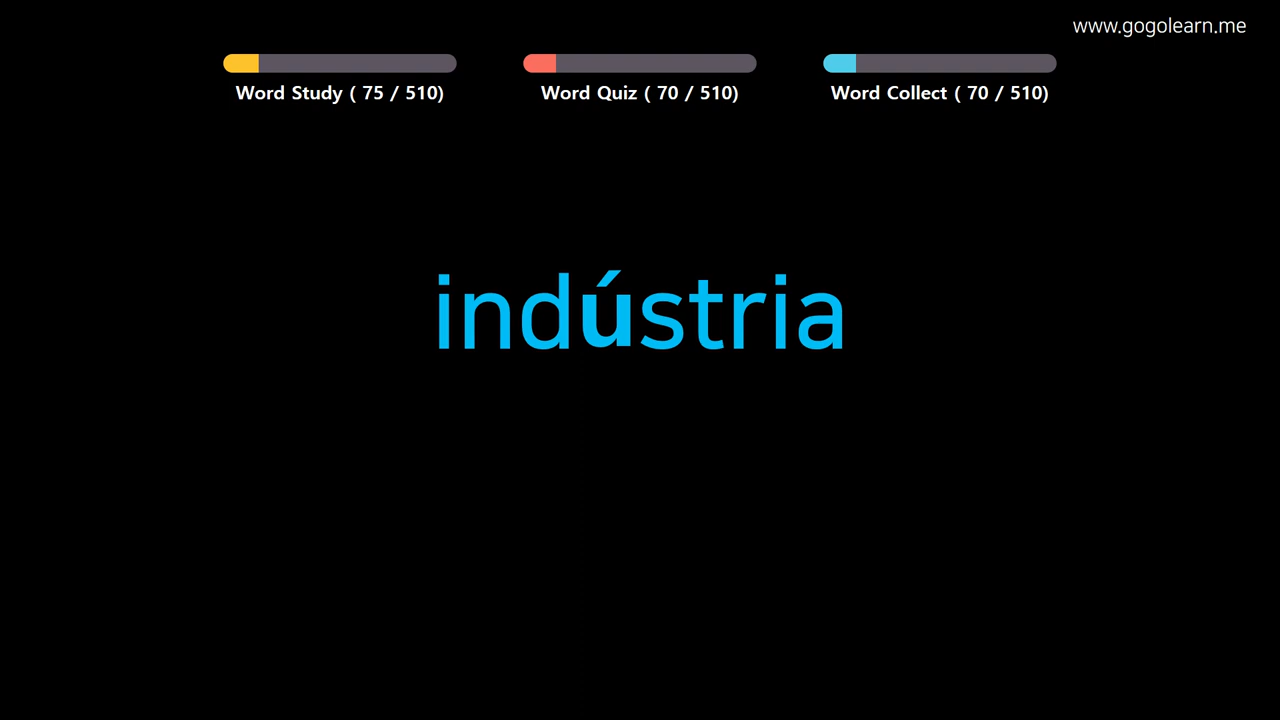 www.gogolearn.me
Word Study ( 75 / 510)
Word Quiz ( 70 / 510)
Word Collect ( 70 / 510)
indústria